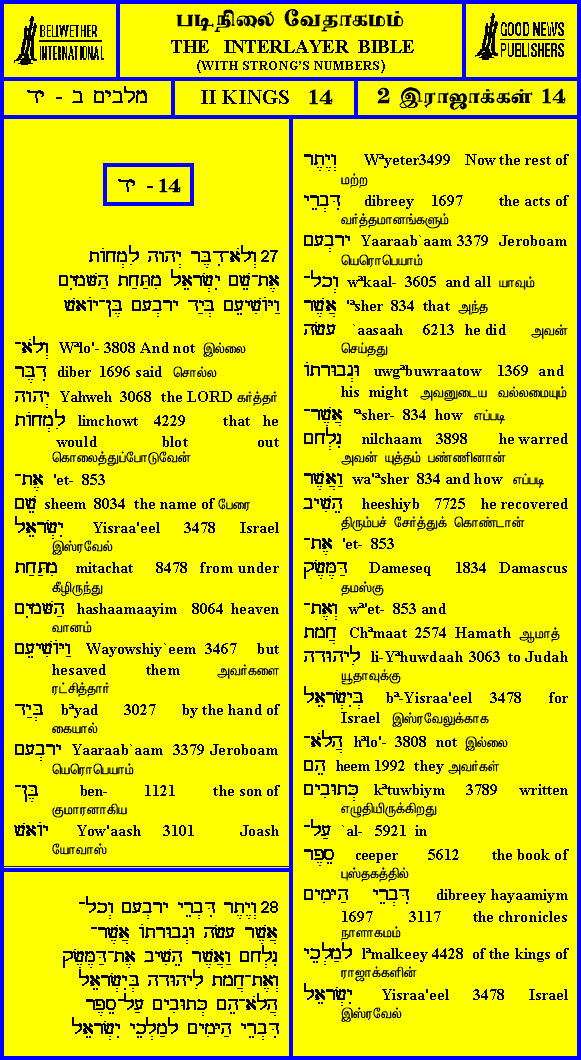 BELLWETHER
INTERNATIONAL
படிநிலை வேதாகமம்
THE INTERLAYER BIBLE
(WITH STRONG'S NUMBERS)
GOOD NEWS
PUBLISHERS
מלכים ב - יד
II KINGS 14
2 இராஜாக்கள் 14
יד - 14
27 וְלֹא־דִבֶּר יְהוָה לִמְחוֹת
אֶת־שֵׁם יִשְׂרָאֵל מִתַּחַת הַשָּׁמָיִם
וַיּוֹשִׁיעֵם בְּיַד יָרָבְעָם בֶּן־יוֹאָשׁ
וְלֹא־ Wªlo'- 3808 And not இல்லை
דִבֶּר diber 1696 said சொல்ல
יְהוָה Yahweh 3068 the LORD கர்த்தர்
לִמְחוֹת limchowt 4229 that he
would blot out
கொலைத்துப்போடுவேன்
אֶת־ 'et- 853
שֵׁם sheem 8034 the name of பேரை
יִשְׂרָאֵל Yisraa'eel 3478 Israel
இஸ்ரவேல்
מִתַּחַת mitachat 8478 from under
கீழிருந்து
הַשָּׁמָיִם hashaamaayim 8064 heaven
வானம்
וַיּוֹשִׁיעֵם Wayowshiy`eem 3467 but
hesaved them அவர்களை
ரட்சித்தார்
בְּיַד bªyad 3027 by the hand of
கையால்
יָרָבְעָם Yaaraab`aam 3379 Jeroboam
யெரொபெயாம்
בֶּן־ ben- 1121 the son of
குமாரனாகிய
יוֹאָשׁ Yow'aash 3101 Joash
யோவாஸ்
28 וְיֶתֶר דִּבְרֵי יָרָבְעָם וְכָל־
אֲשֶׁר עָשָׂה וּגְבוּרָתוֹ אֲשֶׁר־
נִלְחָם וַאֲשֶׁר הֵשִׁיב אֶת־דַּמֶּשֶׂק
וְאֶת־חֲמָת לִיהוּדָה בְּיִשְׂרָאֵל
הֲלֹא־הֵם כְּתוּבִים עַל־סֵפֶר
דִּבְרֵי הַיָּמִים לְמַלְכֵי יִשְׂרָאֵל
וְיֶתֶר Wªyeter3499 Now the rest of
மற்ற
דִּבְרֵי dibreey 1697 the acts of
வர்த்தமானங்களும்
יָרָבְעָם Yaaraab`aam 3379 Jeroboam
யெரொபெயாம்
וְכָל־ wªkaal- 3605 and all யாவும்
אֲשֶׁר 'ªsher 834 that அந்த
עָשָׂה `aasaah 6213 he did அவன்
செய்தது
וּגְבוּרָתוֹ uwgªbuwraatow 1369 and
his might அவனுடைய வல்லமையும்
אֲשֶׁר־ 'ªsher- 834 how எப்படி
נִלְחָם nilchaam 3898 he warred
அவன் யுத்தம் பண்ணினான்
וַאֲשֶׁר wa'ªsher 834 and how எப்படி
הֵשִׁיב heeshiyb 7725 he recovered
திரும்பச் சேர்த்துக் கொண்டான்
אֶת־ 'et- 853
דַּמֶּשֶׂק Dameseq 1834 Damascus
தமஸ்கு
וְאֶת־ wª'et- 853 and
חֲמָת Chªmaat 2574 Hamath ஆமாத்
לִיהוּדָה li-Yªhuwdaah 3063 to Judah
யூதாவுக்கு
בְּיִשְׂרָאֵל bª-Yisraa'eel 3478 for
Israel இஸ்ரவேலுக்காக
הֲלֹא־ hªlo'- 3808 not இல்லை
הֵם heem 1992 they அவர்கள்
כְּתוּבִים kªtuwbiym 3789 written
எழுதியிருக்கிறது
עַל־ `al- 5921 in
סֵפֶר ceeper 5612 the book of
புஸ்தகத்தில்
דִּבְרֵי הַיָּמִים dibreey hayaamiym
1697 3117 the chronicles
நாளாகமம்
לְמַלְכֵי lªmalkeey 4428 of the kings of
ராஜாக்களின்
יִשְׂרָאֵל Yisraa'eel 3478 Israel
இஸ்ரவேல்